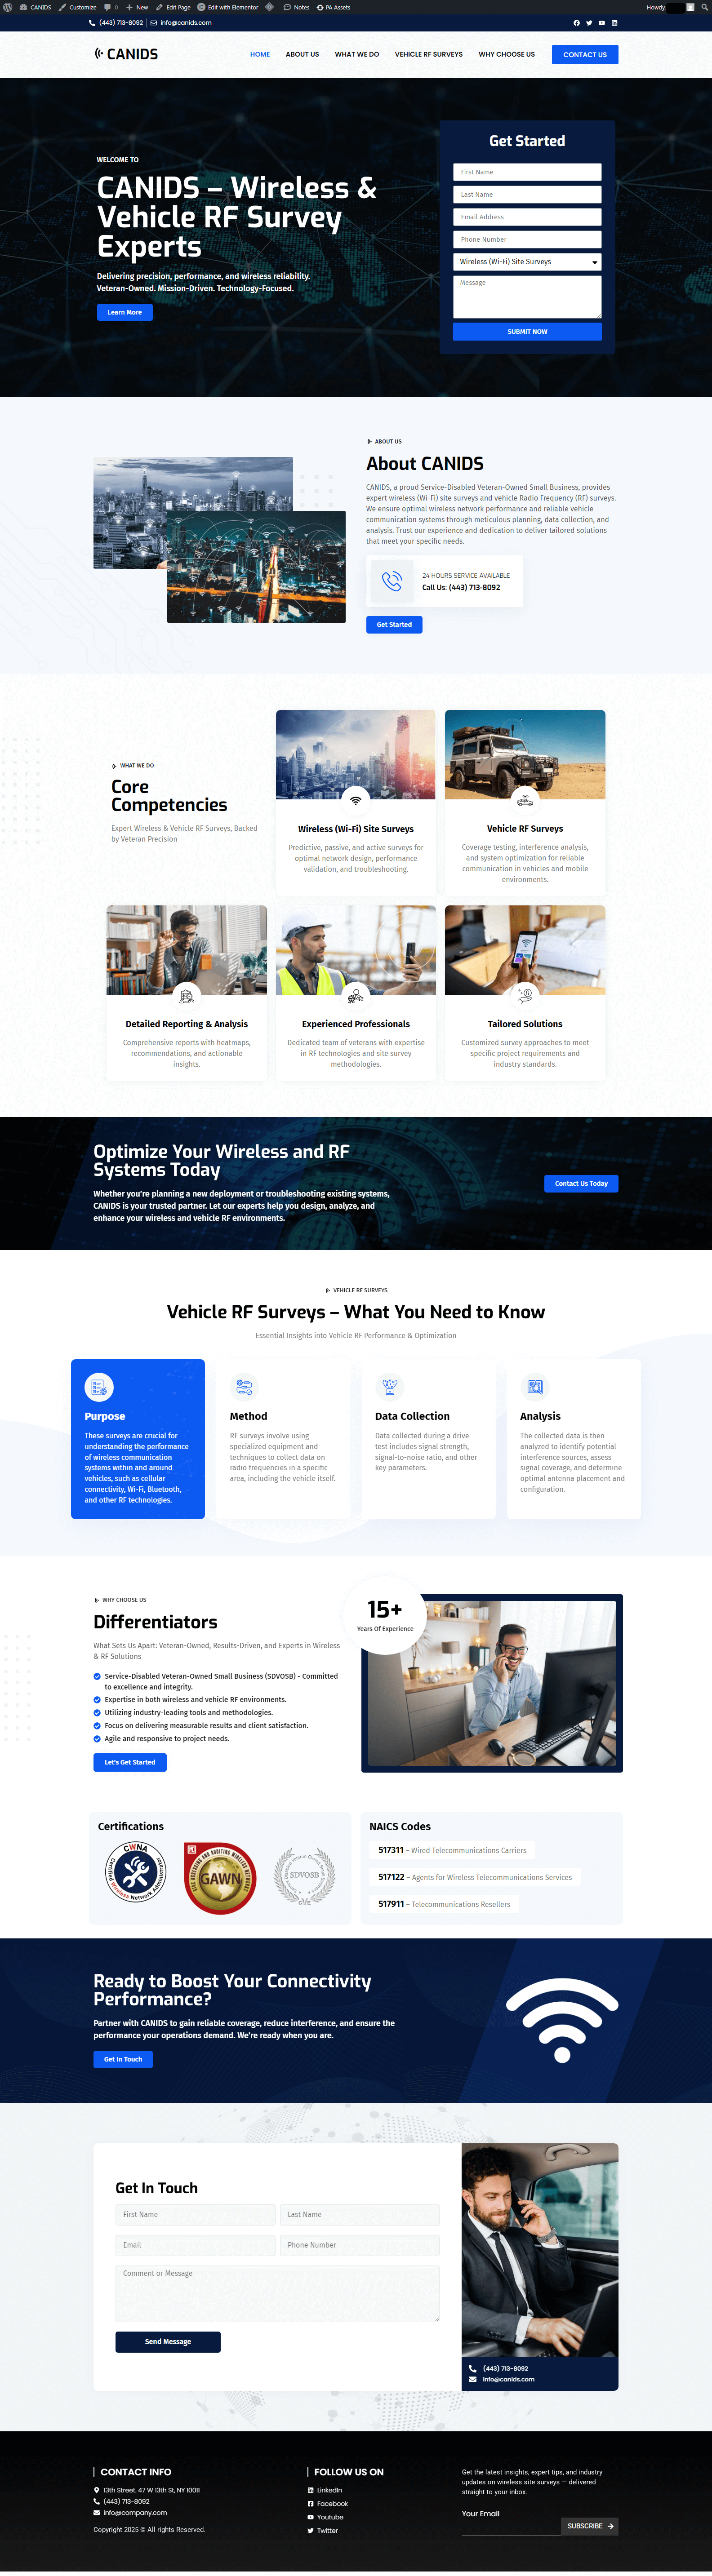 CANIDS Customize 0 New Edit Page Edit with Elementor Notes PA Assets Howdy,
(443) 713-8092 info@canids.com
CANIDS HOME ABOUT US WHAT WE DO VEHICLE RF SURVEYS WHY CHOOSE US CONTACT US
WELCOME TO
CANIDS – Wireless &
Vehicle RF Survey
Experts
Delivering precision, performance, and wireless reliability.
Veteran-Owned. Mission-Driven. Technology-Focused.
Learn More
Get Started
First Name
Last Name
Email Address
Phone Number
Wireless (Wi-Fi) Site Surveys
Message
SUBMIT NOW
ABOUT US
About CANIDS
CANIDS, a proud Service-Disabled Veteran-Owned Small Business, provides
expert wireless (Wi-Fi) site surveys and vehicle Radio Frequency (RF) surveys.
We ensure optimal wireless network performance and reliable vehicle
communication systems through meticulous planning, data collection, and
analysis. Trust our experience and dedication to deliver tailored solutions
that meet your specific needs.
24 HOURS SERVICE AVAILABLE
Call Us: (443) 713-8092
Get Started
WHAT WE DO
Core
Competencies
Expert Wireless & Vehicle RF Surveys, Backed
by Veteran Precision
Wireless (Wi-Fi) Site Surveys
Predictive, passive, and active surveys for
optimal network design, performance
validation, and troubleshooting.
Vehicle RF Surveys
Coverage testing, interference analysis,
and system optimization for reliable
communication in vehicles and mobile
environments.
Detailed Reporting & Analysis
Comprehensive reports with heatmaps,
recommendations, and actionable
insights.
Experienced Professionals
Dedicated team of veterans with expertise
in RF technologies and site survey
methodologies.
Tailored Solutions
Customized survey approaches to meet
specific project requirements and
industry standards.
Optimize Your Wireless and RF
Systems Today
Whether you're planning a new deployment or troubleshooting existing systems,
CANIDS is your trusted partner. Let our experts help you design, analyze, and
enhance your wireless and vehicle RF environments.
Contact Us Today
VEHICLE RF SURVEYS
Vehicle RF Surveys – What You Need to Know
Essential Insights into Vehicle RF Performance & Optimization
Purpose
These surveys are crucial for
understanding the performance
of wireless communication
systems within and around
vehicles, such as cellular
connectivity, Wi-Fi, Bluetooth,
and other RF technologies.
Method
RF surveys involve using
specialized equipment and
techniques to collect data on
radio frequencies in a specific
area, including the vehicle itself.
Data Collection
Data collected during a drive
test includes signal strength,
signal-to-noise ratio, and other
key parameters.
Analysis
The collected data is then
analyzed to identify potential
interference sources, assess
signal coverage, and determine
optimal antenna placement and
configuration.
WHY CHOOSE US
Differentiators
What Sets Us Apart: Veteran-Owned, Results-Driven, and Experts in Wireless
& RF Solutions
Service-Disabled Veteran-Owned Small Business (SDVOSB) - Committed
to excellence and integrity.
Expertise in both wireless and vehicle RF environments.
Utilizing industry-leading tools and methodologies.
Focus on delivering measurable results and client satisfaction.
Agile and responsive to project needs.
Let's Get Started
15+
Years Of Experience
Certifications
CWNA
Certified Wireless Network Administrator
GAWN
SDVOSB
CVE
NAICS Codes
517311 – Wired Telecommunications Carriers
517122 – Agents for Wireless Telecommunications Services
517911 – Telecommunications Resellers
Ready to Boost Your Connectivity
Performance?
Partner with CANIDS to gain reliable coverage, reduce interference, and ensure the
performance your operations demand. We're ready when you are.
Get In Touch
Get In Touch
First Name Last Name
Email Phone Number
Comment or Message
Send Message
(443) 713-8092
info@canids.com
CONTACT INFO
13th Street. 47 W 13th St, NY 10011
(443) 713-8092
info@company.com
Copyright 2025 © All rights Reserved.
FOLLOW US ON
LinkedIn
Facebook
Youtube
Twitter
Get the latest insights, expert tips, and industry
updates on wireless site surveys — delivered
straight to your inbox.
Your Email
SUBSCRIBE